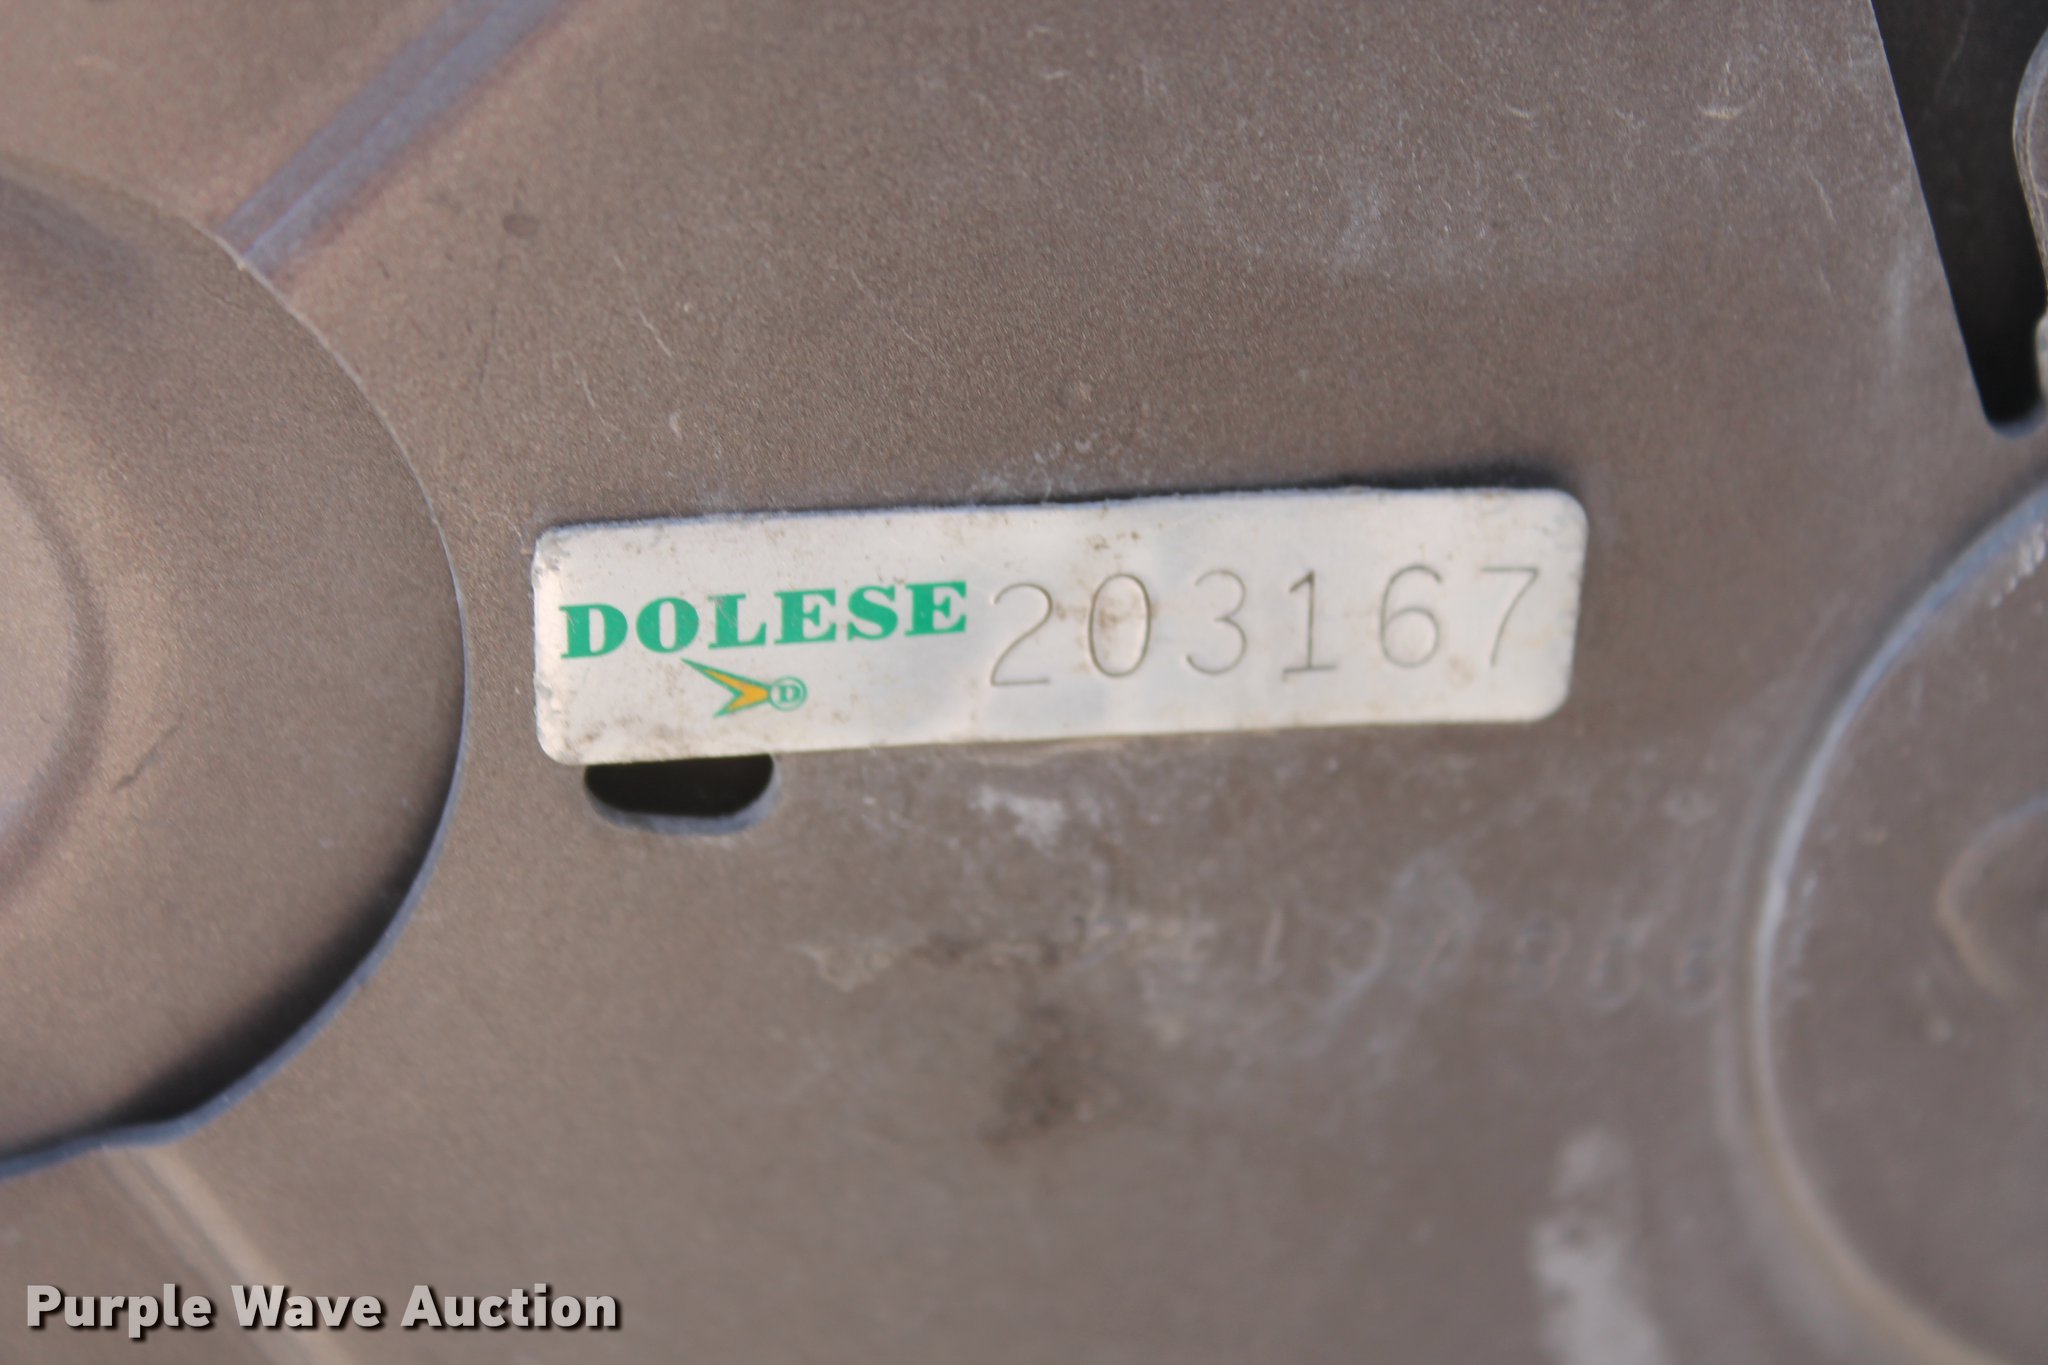 DOLESE 203167
D
Purple Wave Auction